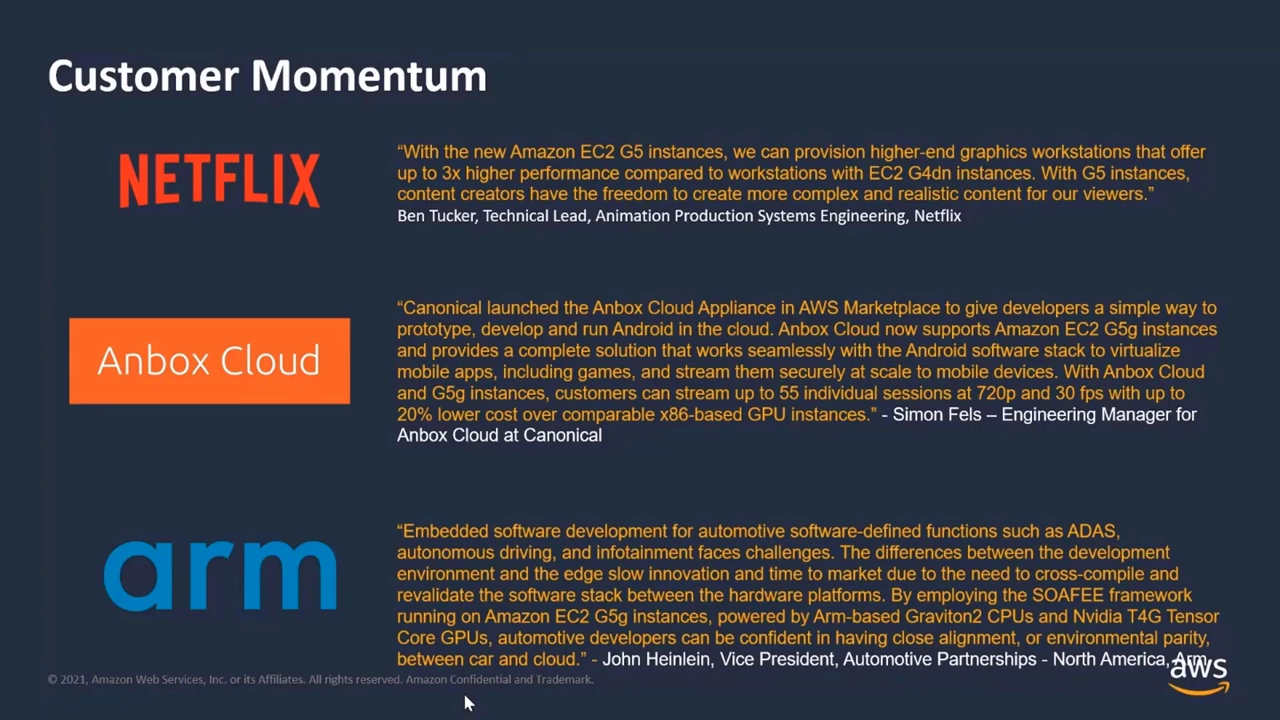 Customer Momentum
NETFLIX
“With the new Amazon EC2 G5 instances, we can provision higher-end graphics workstations that offer
up to 3x higher performance compared to workstations with EC2 G4dn instances. With G5 instances,
content creators have the freedom to create more complex and realistic content for our viewers.”
Ben Tucker, Technical Lead, Animation Production Systems Engineering, Netflix
Anbox Cloud
“Canonical launched the Anbox Cloud Appliance in AWS Marketplace to give developers a simple way to
prototype, develop and run Android in the cloud. Anbox Cloud now supports Amazon EC2 G5g instances
and provides a complete solution that works seamlessly with the Android software stack to virtualize
mobile apps, including games, and stream them securely at scale to mobile devices. With Anbox Cloud
and G5g instances, customers can stream up to 55 individual sessions at 720p and 30 fps with up to
20% lower cost over comparable x86-based GPU instances.” - Simon Fels – Engineering Manager for
Anbox Cloud at Canonical
arm
“Embedded software development for automotive software-defined functions such as ADAS,
autonomous driving, and infotainment faces challenges. The differences between the development
environment and the edge slow innovation and time to market due to the need to cross-compile and
revalidate the software stack between the hardware platforms. By employing the SOAFEE framework
running on Amazon EC2 G5g instances, powered by Arm-based Graviton2 CPUs and Nvidia T4G Tensor
Core GPUs, automotive developers can be confident in having close alignment, or environmental parity,
between car and cloud.” - John Heinlein, Vice President, Automotive Partnerships - North America, Arm
aws
© 2021, Amazon Web Services, Inc. or its Affiliates. All rights reserved. Amazon Confidential and Trademark.